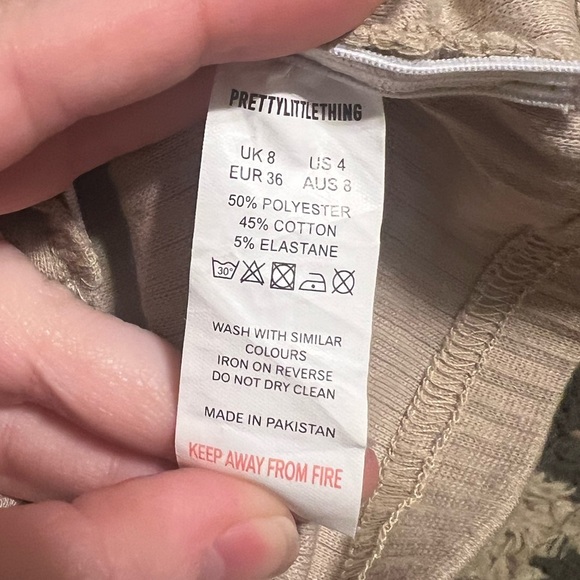 PRETTYLITTLETHING
UK 8 US 4
EUR 36 AUS 8
50% POLYESTER
45% COTTON
5% ELASTANE
30°
WASH WITH SIMILAR
COLOURS
IRON ON REVERSE
DO NOT DRY CLEAN
MADE IN PAKISTAN
KEEP AWAY FROM FIRE